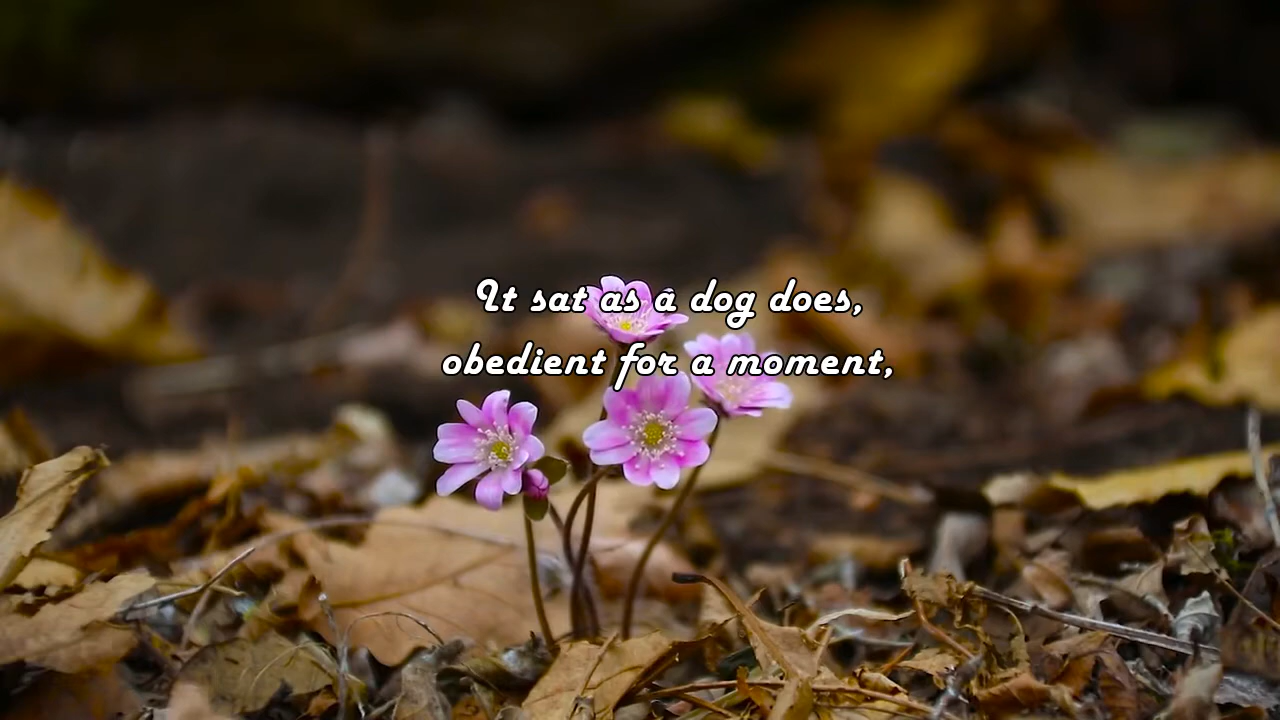 It sat as a dog does,
obedient for a moment,